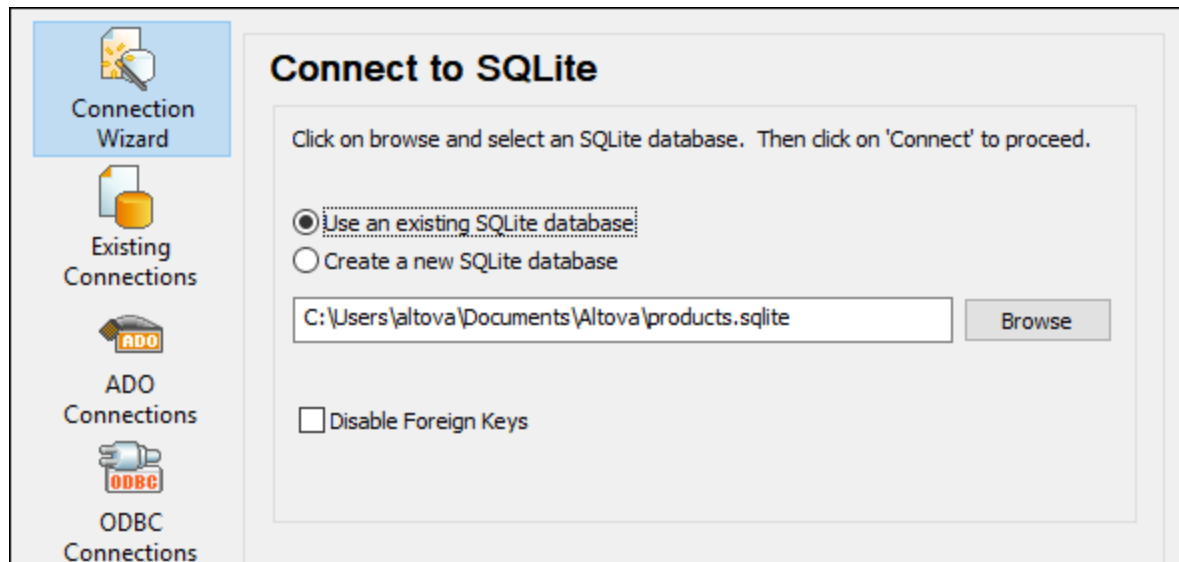 Connection
Wizard
Existing
Connections
ADO
ADO
Connections
ODBC
ODBC
Connections
Connect to SQLite
Click on browse and select an SQLite database. Then click on 'Connect' to proceed.
Use an existing SQLite database
Create a new SQLite database
C:\Users\altova\Documents\Altova\products.sqlite
Browse
Disable Foreign Keys